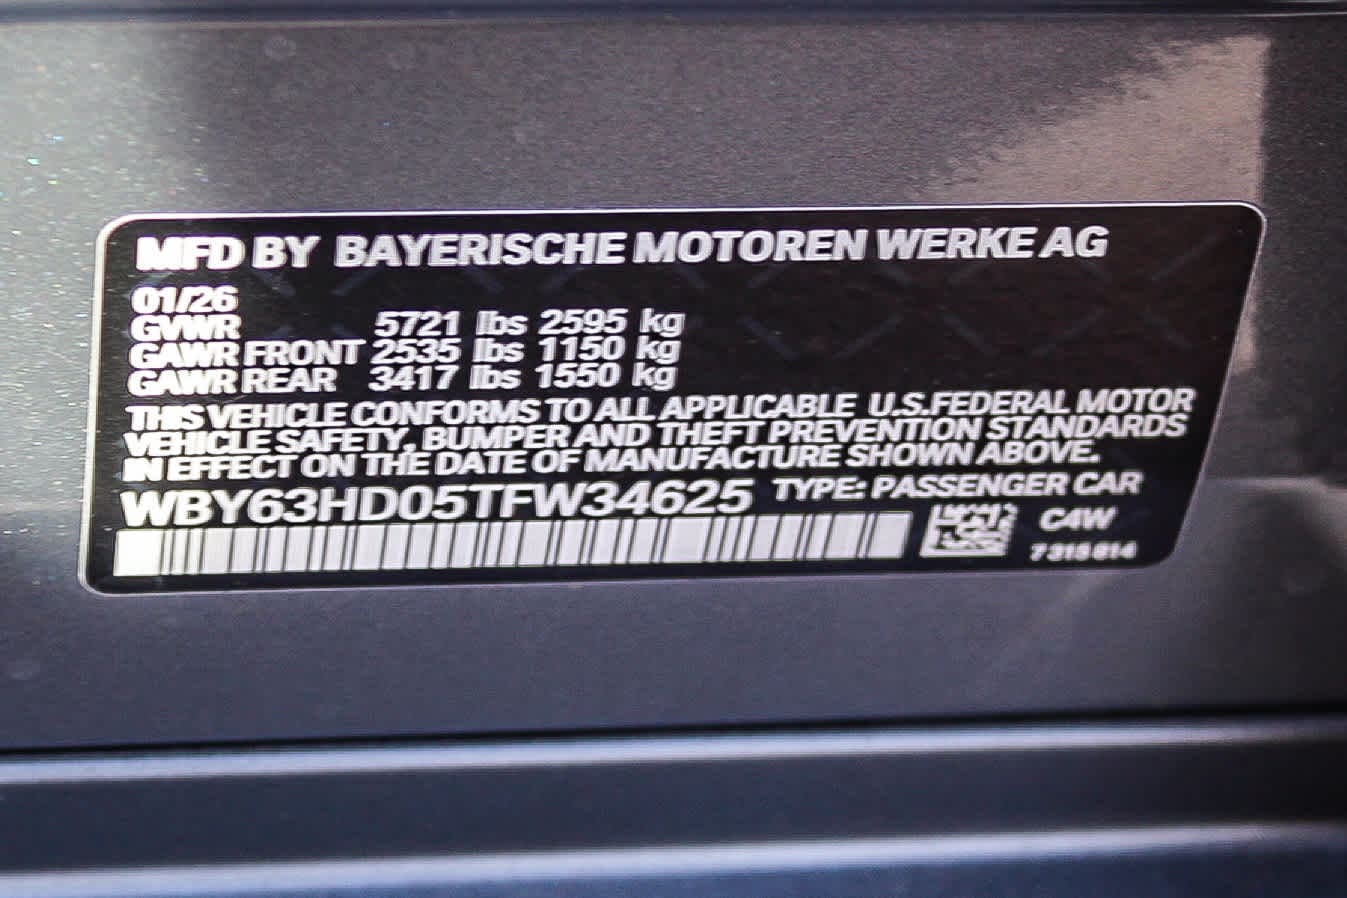 MFD BY BAYERISCHE MOTOREN WERKE AG
01/26
GVWR 5721 lbs 2595 kg
GAWR FRONT 2535 lbs 1150 kg
GAWR REAR 3417 lbs 1550 kg
THIS VEHICLE CONFORMS TO ALL APPLICABLE U.S.FEDERAL MOTOR
VEHICLE SAFETY, BUMPER AND THEFT PREVENTION STANDARDS
IN EFFECT ON THE DATE OF MANUFACTURE SHOWN ABOVE.
WBY63HD05TFW34625 TYPE: PASSENGER CAR
C4W
7315614